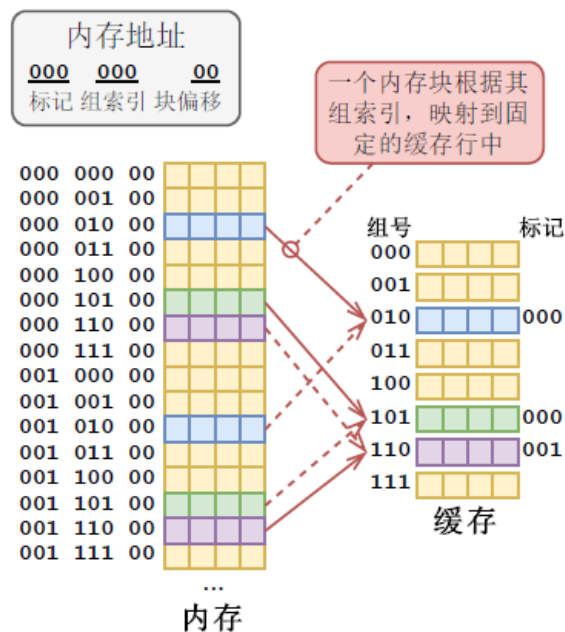 内存地址
000 000 00
标记 组索引 块偏移
一个内存块根据其
组索引，映射到固
定的缓存行中
000 000 00
000 001 00
000 010 00
000 011 00
000 100 00
000 101 00
000 110 00
000 111 00
001 000 00
001 001 00
001 010 00
001 011 00
001 100 00
001 101 00
001 110 00
001 111 00
...
内存
组号 标记
000
001
010 000
011
100
101 000
110 001
111
缓存